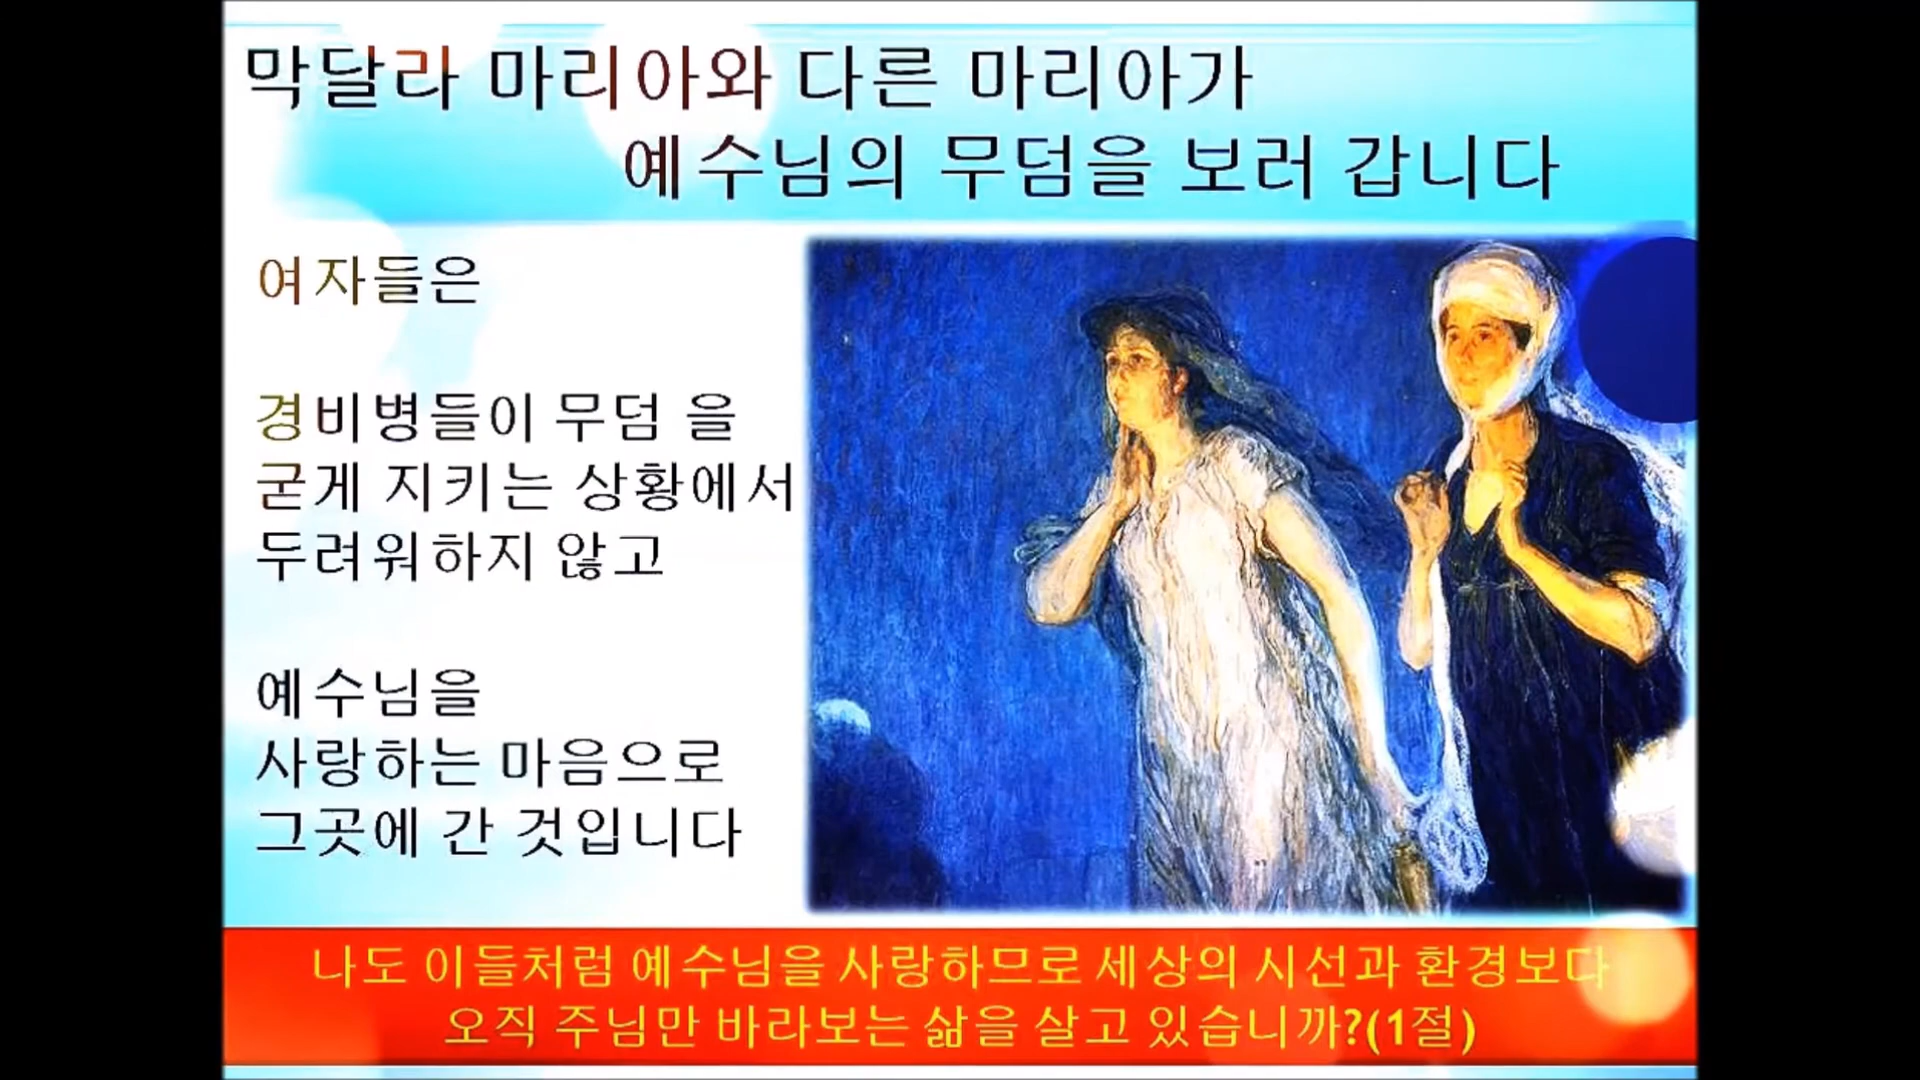 막달라 마리아와 다른 마리아가
예수님의 무덤을 보러 갑니다
여자들은
경비병들이 무덤 을
굳게 지키는 상황에서
두려워하지 않고
예수님을
사랑하는 마음으로
그곳에 간 것입니다
나도 이들처럼 예수님을 사랑하므로 세상의 시선과 환경보다
오직 주님만 바라보는 삶을 살고 있습니까?(1절)